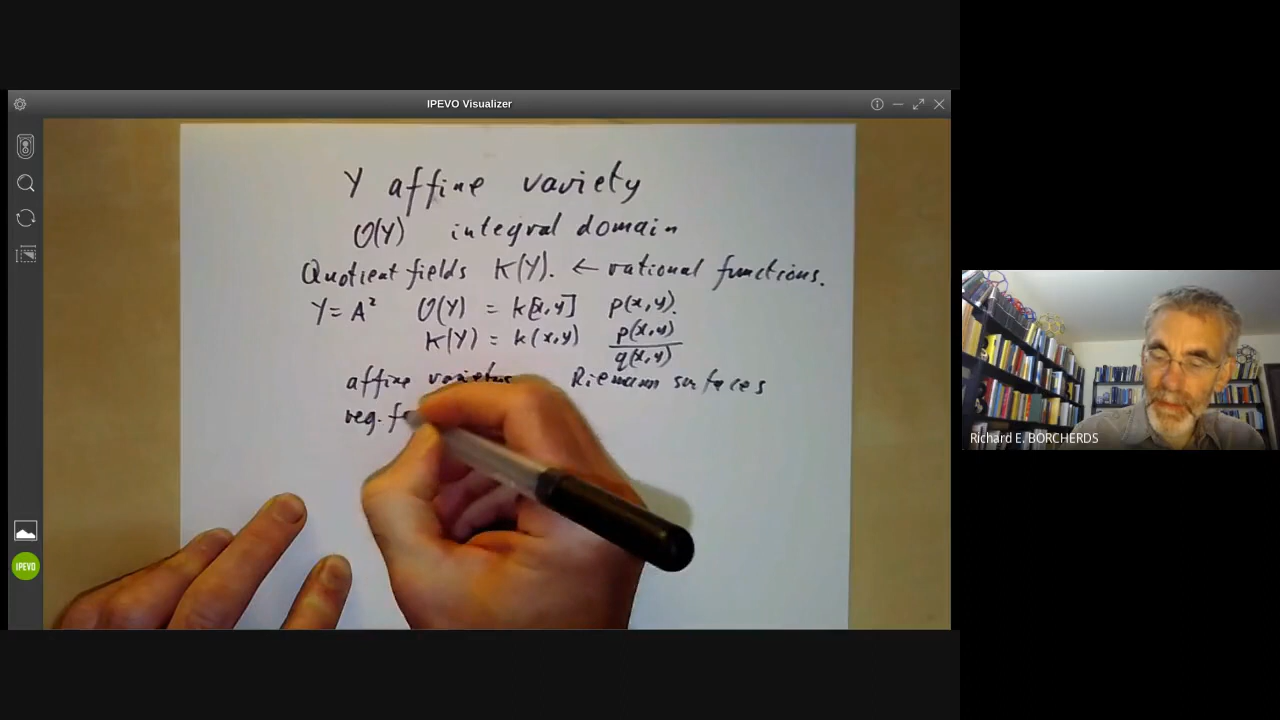 IPEVO Visualizer
Y affine variety
O(Y) integral domain
Quotient fields K(Y). ← rational functions.
Y = A² O(Y) = k[x,y] p(x,y).
K(Y) = k(x,y) p(x,y)
q(x,y)
affine varieties Riemann surfaces
reg.
Richard E. BORCHERDS
IPEVO